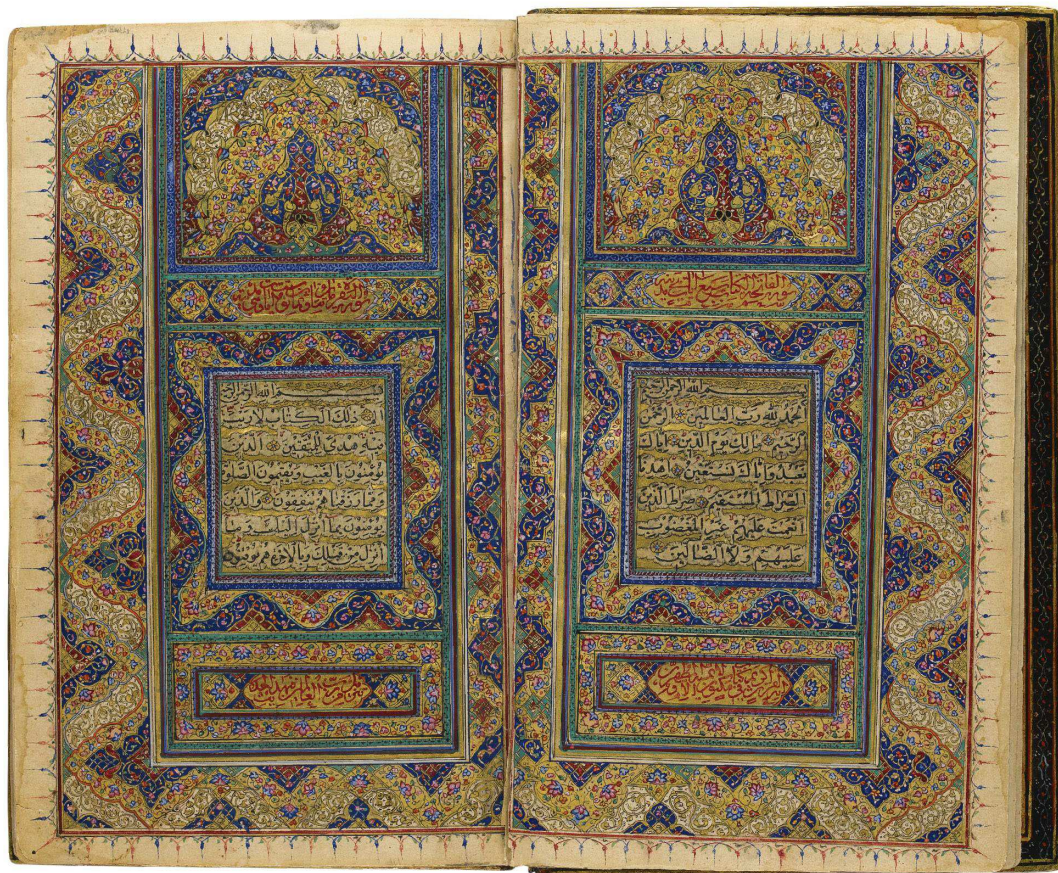 بسم الله الرحمن الرحيم
الحمد لله رب العالمين الرحمن
الرحيم مالك يوم الدين اياك
نعبد واياك نستعين اهدنا
الصراط المستقيم صراط الذين
انعمت عليهم غير المغضوب
عليهم ولا الضالين
بسم الله الرحمن الرحيم
الم ذلك الكتاب لا ريب
فيه هدى للمتقين الذين
يؤمنون بالغيب ويقيمون الصلوة
ومما رزقناهم ينفقون والذين
يؤمنون بما انزل اليك وما
انزل من قبلك وبالاخرة هم يوقنون